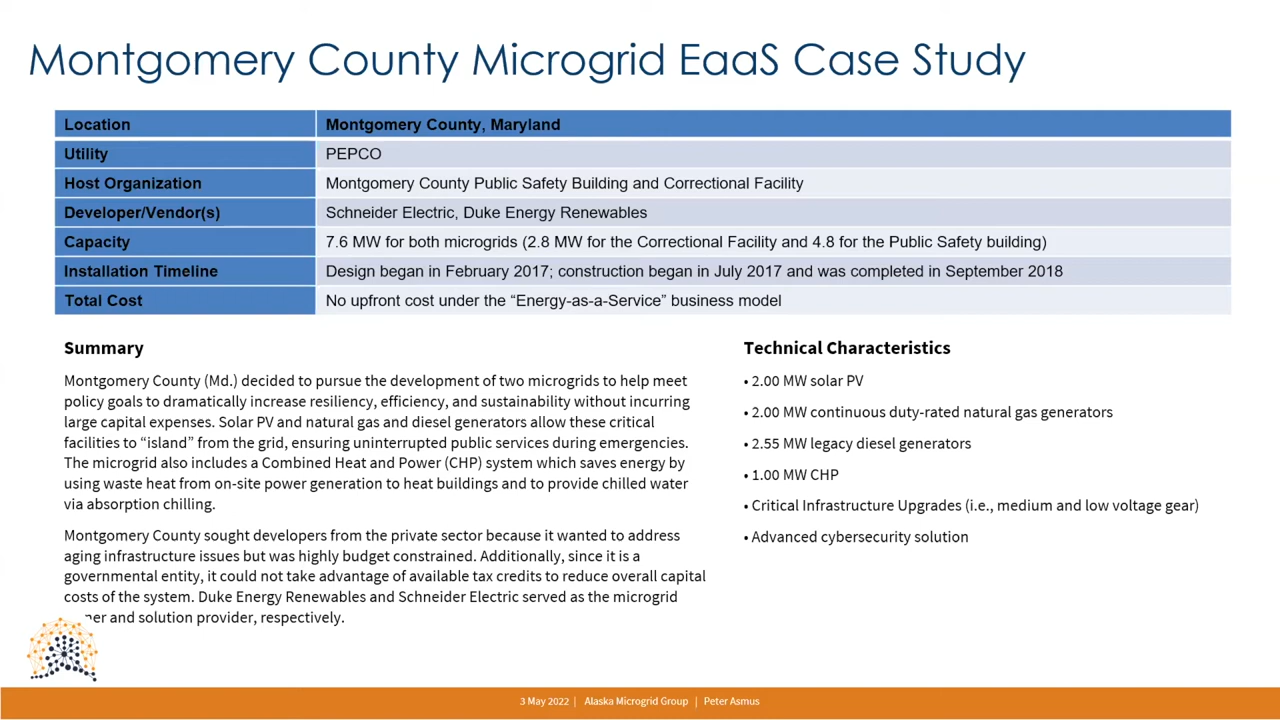 Montgomery County Microgrid EaaS Case Study
Location Montgomery County, Maryland
Utility PEPCO
Host Organization Montgomery County Public Safety Building and Correctional Facility
Developer/Vendor(s) Schneider Electric, Duke Energy Renewables
Capacity 7.6 MW for both microgrids (2.8 MW for the Correctional Facility and 4.8 for the Public Safety building)
Installation Timeline Design began in February 2017; construction began in July 2017 and was completed in September 2018
Total Cost No upfront cost under the “Energy-as-a-Service” business model
Summary
Montgomery County (Md.) decided to pursue the development of two microgrids to help meet
policy goals to dramatically increase resiliency, efficiency, and sustainability without incurring
large capital expenses. Solar PV and natural gas and diesel generators allow these critical
facilities to “island” from the grid, ensuring uninterrupted public services during emergencies.
The microgrid also includes a Combined Heat and Power (CHP) system which saves energy by
using waste heat from on-site power generation to heat buildings and to provide chilled water
via absorption chilling.
Montgomery County sought developers from the private sector because it wanted to address
aging infrastructure issues but was highly budget constrained. Additionally, since it is a
governmental entity, it could not take advantage of available tax credits to reduce overall capital
costs of the system. Duke Energy Renewables and Schneider Electric served as the microgrid
and solution provider, respectively.
Technical Characteristics
• 2.00 MW solar PV
• 2.00 MW continuous duty-rated natural gas generators
• 2.55 MW legacy diesel generators
• 1.00 MW CHP
• Critical Infrastructure Upgrades (i.e., medium and low voltage gear)
• Advanced cybersecurity solution
3 May 2022 | Alaska Microgrid Group | Peter Asmus